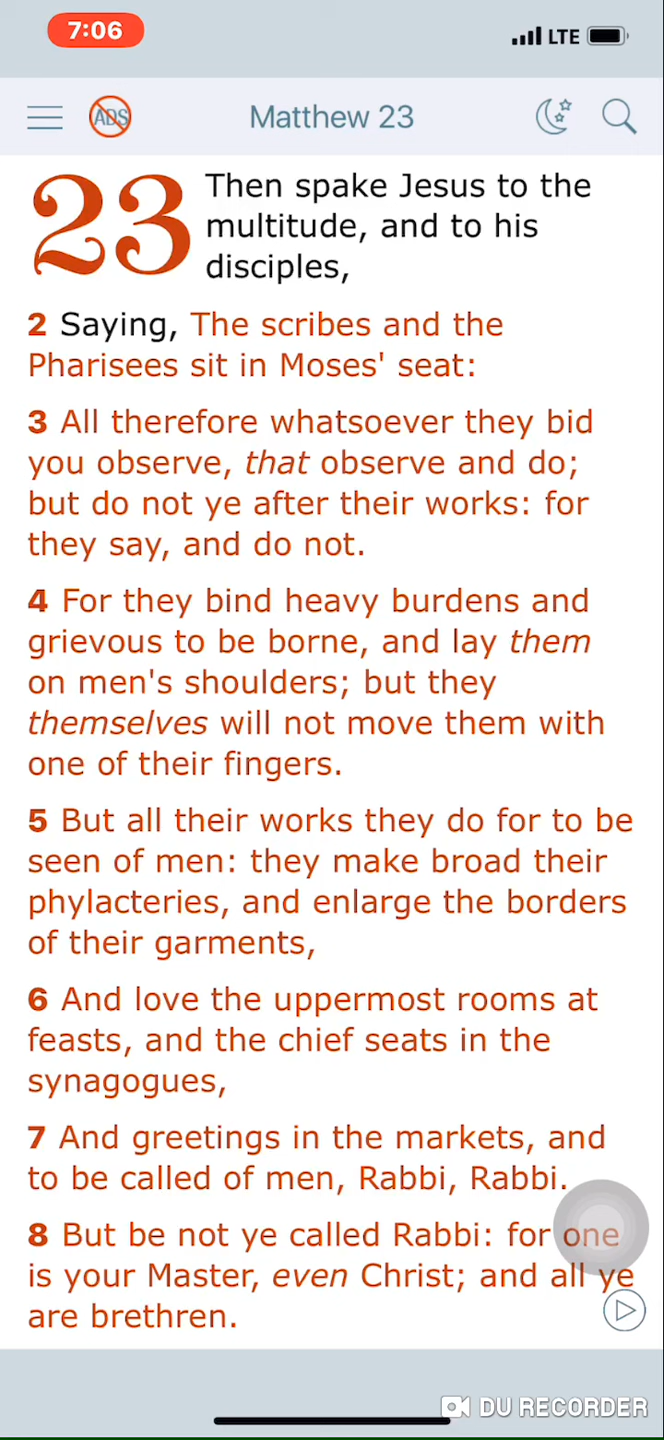 7:06
LTE
ADS
Matthew 23
23 Then spake Jesus to the
multitude, and to his
disciples,
2 Saying, The scribes and the
Pharisees sit in Moses' seat:
3 All therefore whatsoever they bid
you observe, that observe and do;
but do not ye after their works: for
they say, and do not.
4 For they bind heavy burdens and
grievous to be borne, and lay them
on men's shoulders; but they
themselves will not move them with
one of their fingers.
5 But all their works they do for to be
seen of men: they make broad their
phylacteries, and enlarge the borders
of their garments,
6 And love the uppermost rooms at
feasts, and the chief seats in the
synagogues,
7 And greetings in the markets, and
to be called of men, Rabbi, Rabbi.
8 But be not ye called Rabbi: for one
is your Master, even Christ; and all ye
are brethren.
DU RECORDER